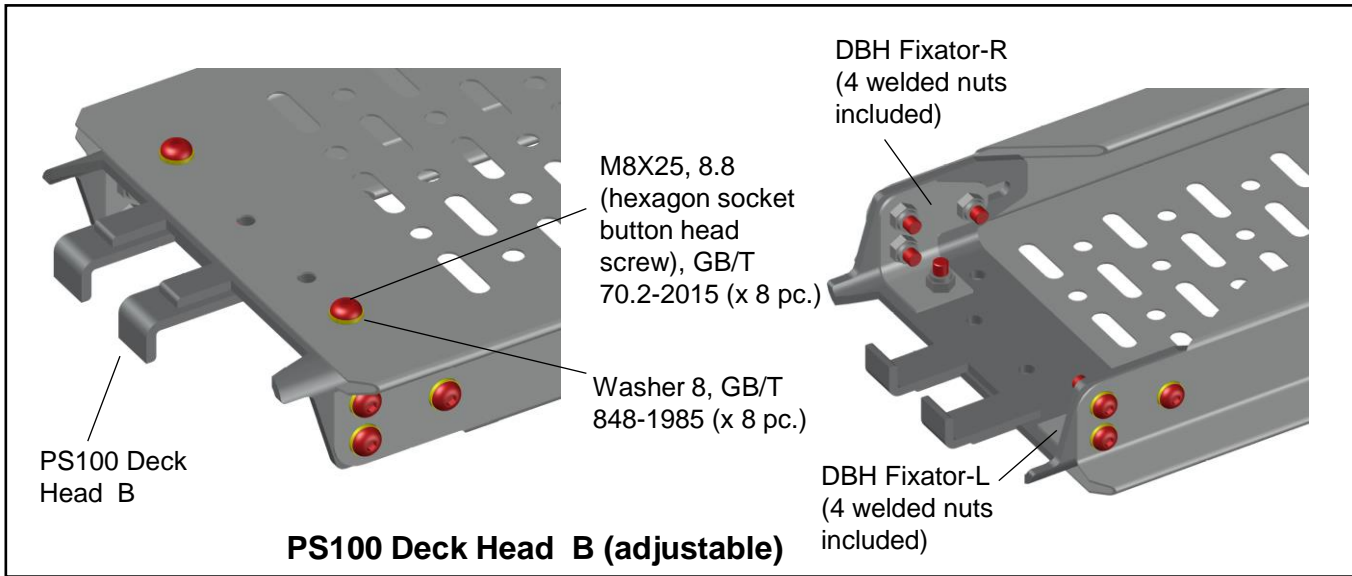 DBH Fixator-R
(4 welded nuts
included)
M8X25, 8.8
(hexagon socket
button head
screw), GB/T
70.2-2015 (x 8 pc.)
Washer 8, GB/T
848-1985 (x 8 pc.)
PS100 Deck
Head B
DBH Fixator-L
(4 welded nuts
included)
PS100 Deck Head B (adjustable)